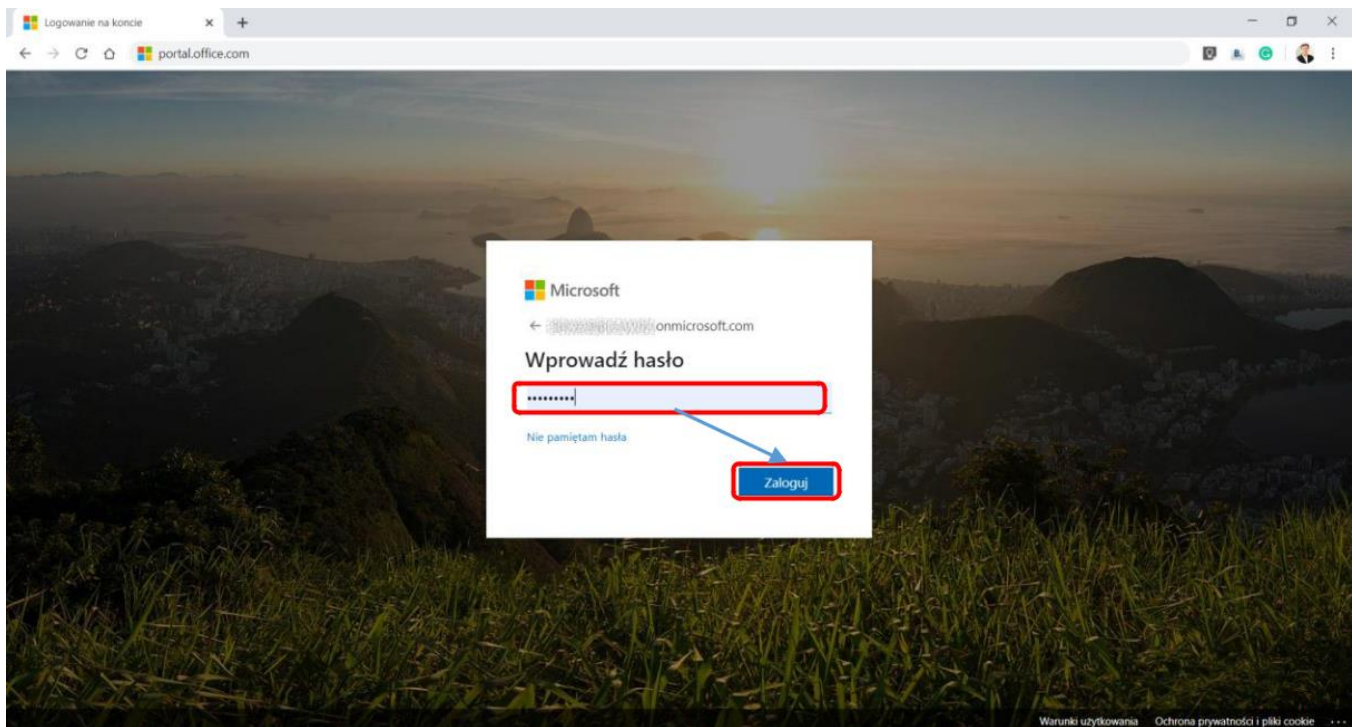 Logowanie na koncie
portal.office.com
Microsoft
onmicrosoft.com
Wprowadź hasło
•••••••••
Nie pamiętam hasła
Zaloguj
Warunki użytkowania Ochrona prywatności i pliki cookie ...